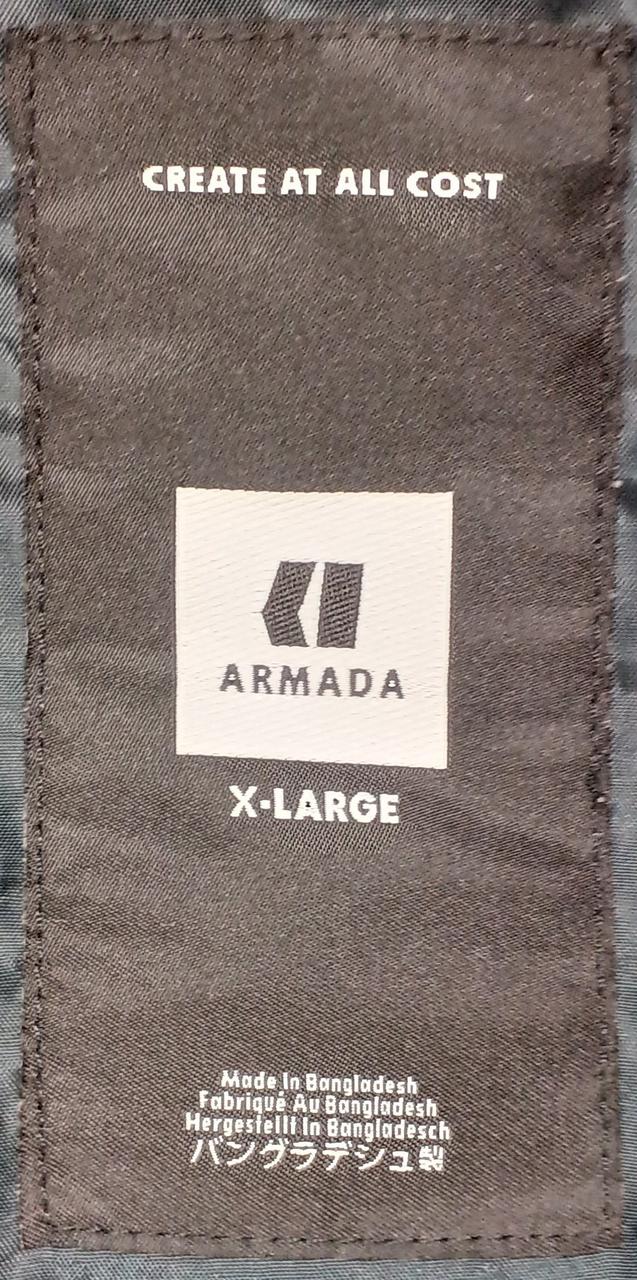 CREATE AT ALL COST
ARMADA
X-LARGE
Made In Bangladesh
Fabriqué Au Bangladesh
Hergestellt In Bangladesch
バングラデシュ製